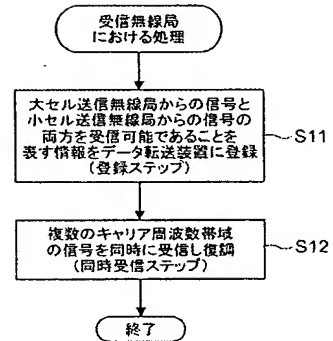 受信無線局
における処理
大セル送信無線局からの信号と
小セル送信無線局からの信号の
両方を受信可能であることを
表す情報をデータ転送装置に登録
(登録ステップ)
S11
複数のキャリア周波数帯域
の信号を同時に受信し復調
(同時受信ステップ)
S12
終了